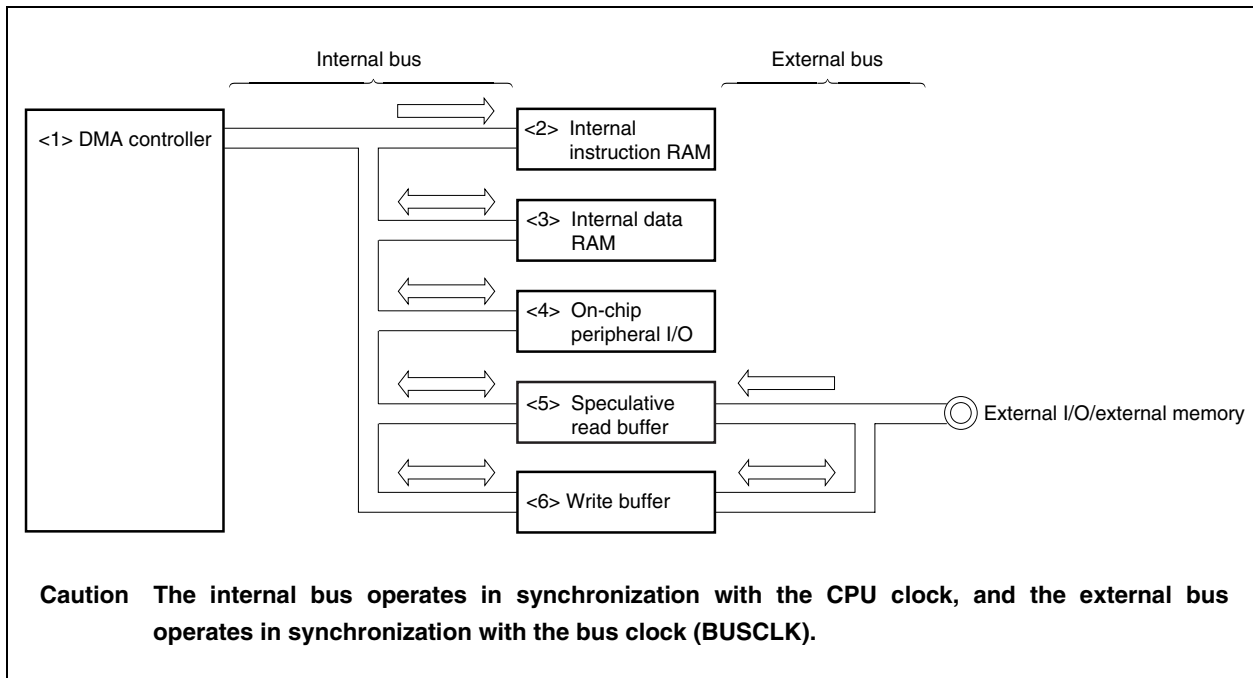 Internal bus
External bus
<1> DMA controller
<2> Internal
instruction RAM
<3> Internal data
RAM
<4> On-chip
peripheral I/O
<5> Speculative
read buffer
External I/O/external memory
<6> Write buffer
Caution The internal bus operates in synchronization with the CPU clock, and the external bus
operates in synchronization with the bus clock (BUSCLK).